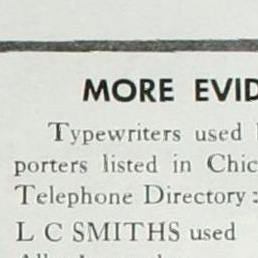 MORE EVID
Typewriters used
porters listed in Chic
Telephone Directory:
L C SMITHS used